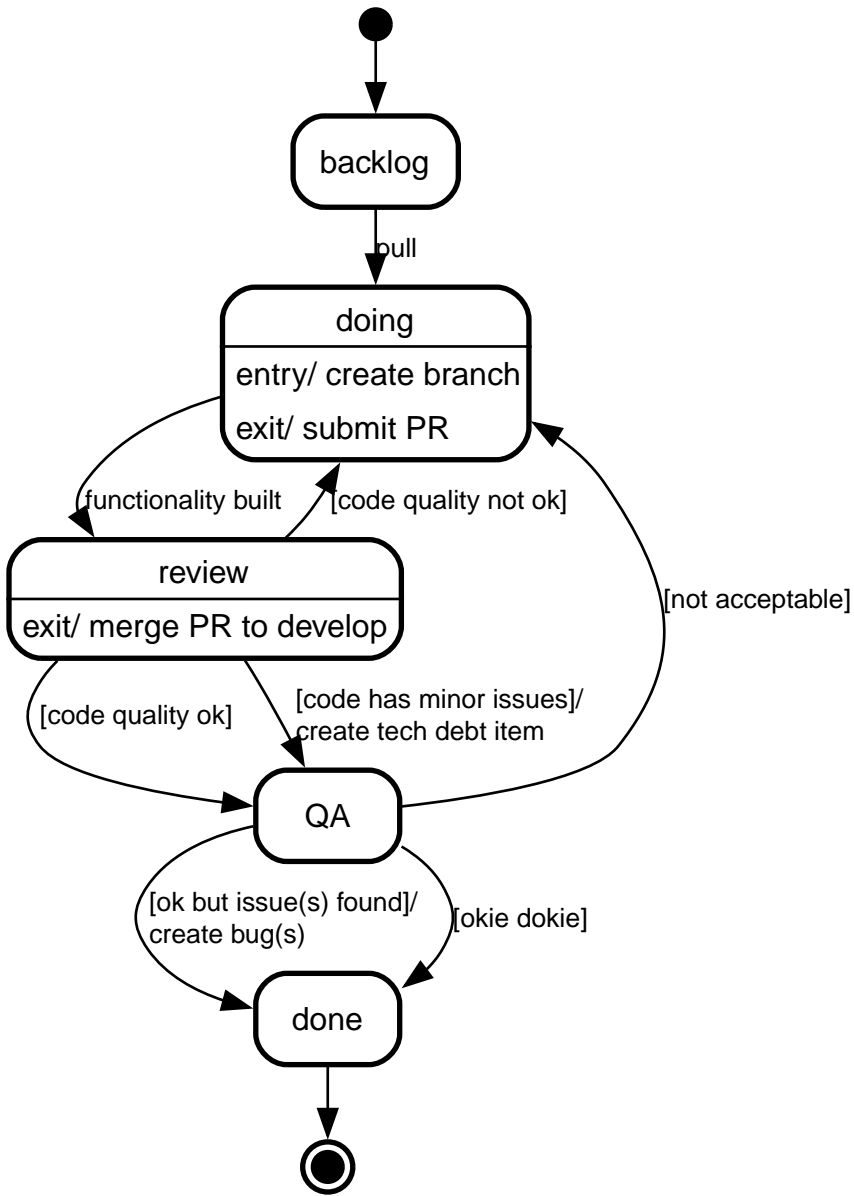 backlog
pull
doing
entry/ create branch
exit/ submit PR
functionality built
[code quality not ok]
review
exit/ merge PR to develop
[not acceptable]
[code quality ok]
[code has minor issues]/
create tech debt item
QA
[ok but issue(s) found]/
create bug(s)
[okie dokie]
done